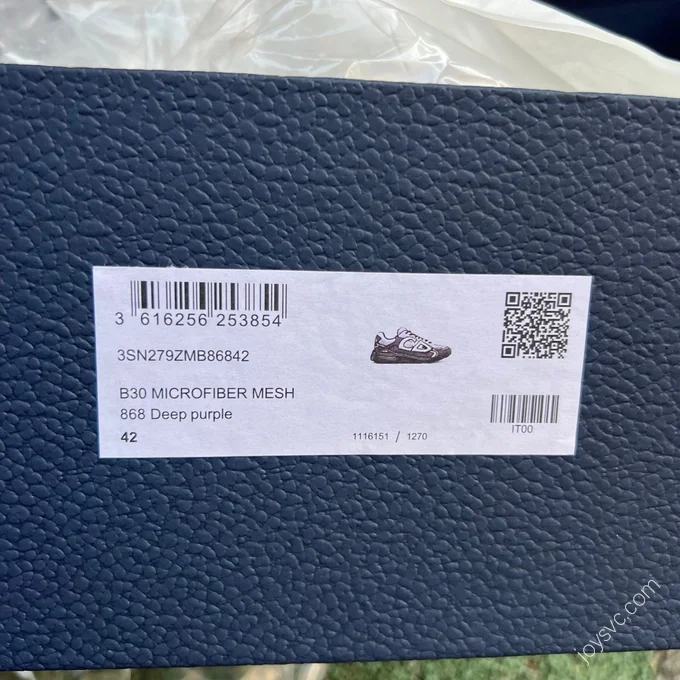 3 616256 253854
3SN279ZMB86842
B30 MICROFIBER MESH
868 Deep purple
42
1116151 / 1270
IT00
joysvc.com